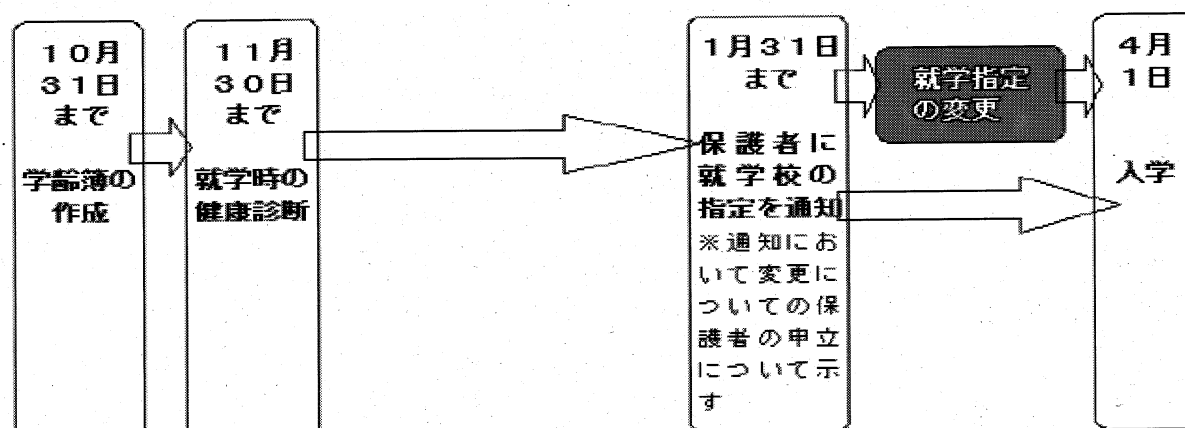 10月
31日
まで
学齢簿の
作成
11月
30日
まで
就学時の
健康診断
1月31日
まで
保護者に
就学校の
指定を通知
※通知にお
いて変更に
ついての保
護者の申立
について示
す
就学指定
の変更
4月
1日
入学